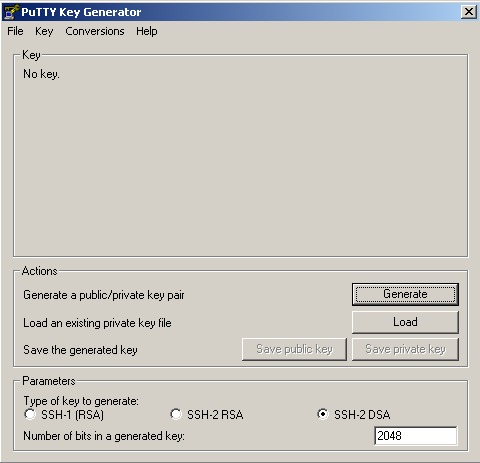 PuTTY Key Generator
File Key Conversions Help
Key
No key.
Actions
Generate a public/private key pair
Generate
Load an existing private key file
Load
Save the generated key
Save public key
Save private key
Parameters
Type of key to generate:
SSH-1 (RSA) SSH-2 RSA SSH-2 DSA
Number of bits in a generated key:
2048